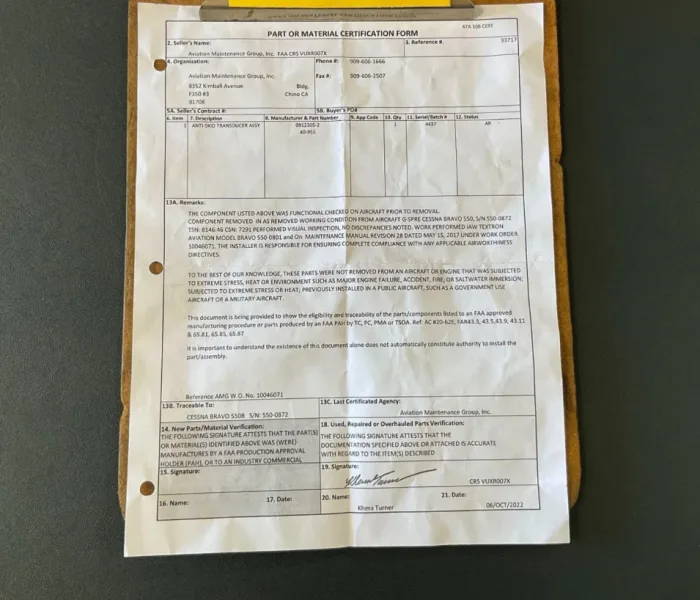 ATA 106 CERT
PART OR MATERIAL CERTIFICATION FORM
2. Seller's Name:
Aviation Maintenance Group, Inc. FAA CRS VUXR007X
3. Reference #.
93717
4. Organization:
Phone #: 909-606-1666
Aviation Maintenance Group, Inc. Fax #: 909-606-2507
8352 Kimball Avenue Bldg.
F350 #3 Chino CA
91708
5A. Seller's Contract #: 5B. Buyer's PO#
6. Item 7. Description 8. Manufacturer & Part Number 9. App Code 10. Qty 11. Serial/Batch # 12. Status
1 ANTI-SKID TRANSDUCER ASSY 9912305-2 1 4437 AR
40-95S
13A. Remarks:
THE COMPONENT LISTED ABOVE WAS FUNCTIONAL CHECKED ON AIRCRAFT PRIOR TO REMOVAL.
COMPONENT REMOVED IN AS REMOVED WORKING CONDITION FROM AIRCRAFT G-SPRE CESSNA BRAVO 550, S/N 550-0872
TSN: 8146.46 CSN: 7291 PERFORMED VISUAL INSPECTION, NO DISCREPANCIES NOTED. WORK PERFORMED IAW TEXTRON
AVIATION MODEL BRAVO 550-0801 and On MAINTENANCE MANUAL REVISION 28 DATED MAY 15, 2017 UNDER WORK ORDER
10046071. THE INSTALLER IS RESPONSIBLE FOR ENSURING COMPLETE COMPLIANCE WITH ANY APPLICABLE AIRWORTHINESS
DIRECTIVES.
TO THE BEST OF OUR KNOWLEDGE, THESE PARTS WERE NOT REMOVED FROM AN AIRCRAFT OR ENGINE THAT WAS SUBJECTED
TO EXTREME STRESS, HEAT OR ENVIRONMENT SUCH AS MAJOR ENGINE FAILURE, ACCIDENT, FIRE, OR SALTWATER IMMERSION;
SUBJECTED TO EXTREME STRESS OR HEAT; PREVIOUSLY INSTALLED IN A PUBLIC AIRCRAFT, SUCH AS A GOVERNMENT USE
AIRCRAFT OR A MILITARY AIRCRAFT.
This document is being provided to show the eligibility and traceability of the parts/components listed to an FAA approved
manufacturing procedure or parts produced by an FAA PAH by TC, PC, PMA or TSOA. Ref: AC #20-62E, FAR43.3, 43.5,43.9, 43.11
& 65.81, 65.85, 65.87
It is important to understand the existence of this document alone does not automatically constitute authority to install the
part/assembly.
Reference AMG W.O. No. 10046071
13B. Traceable To: 13C. Last Certificated Agency:
CESSNA BRAVO 550B S/N: 550-0872 Aviation Maintenance Group, Inc.
14. New Parts/Material Verification:
THE FOLLOWING SIGNATURE ATTESTS THAT THE PART(S)
OR MATERIAL(S) IDENTIFIED ABOVE WAS (WERE)
MANUFACTURES BY A FAA PRODUCTION APPROVAL
HOLDER (PAH), OR TO AN INDUSTRY COMMERCIAL
18. Used, Repaired or Overhauled Parts Verification:
THE FOLLOWING SIGNATURE ATTESTS THAT THE
DOCUMENTATION SPECIFIED ABOVE OR ATTACHED IS ACCURATE
WITH REGARD TO THE ITEM(S) DESCRIBED
15. Signature: 19. Signature:
CRS VUXR007X
16. Name: 17. Date: 20. Name: 21. Date:
Khera Turner 06/OCT/2022